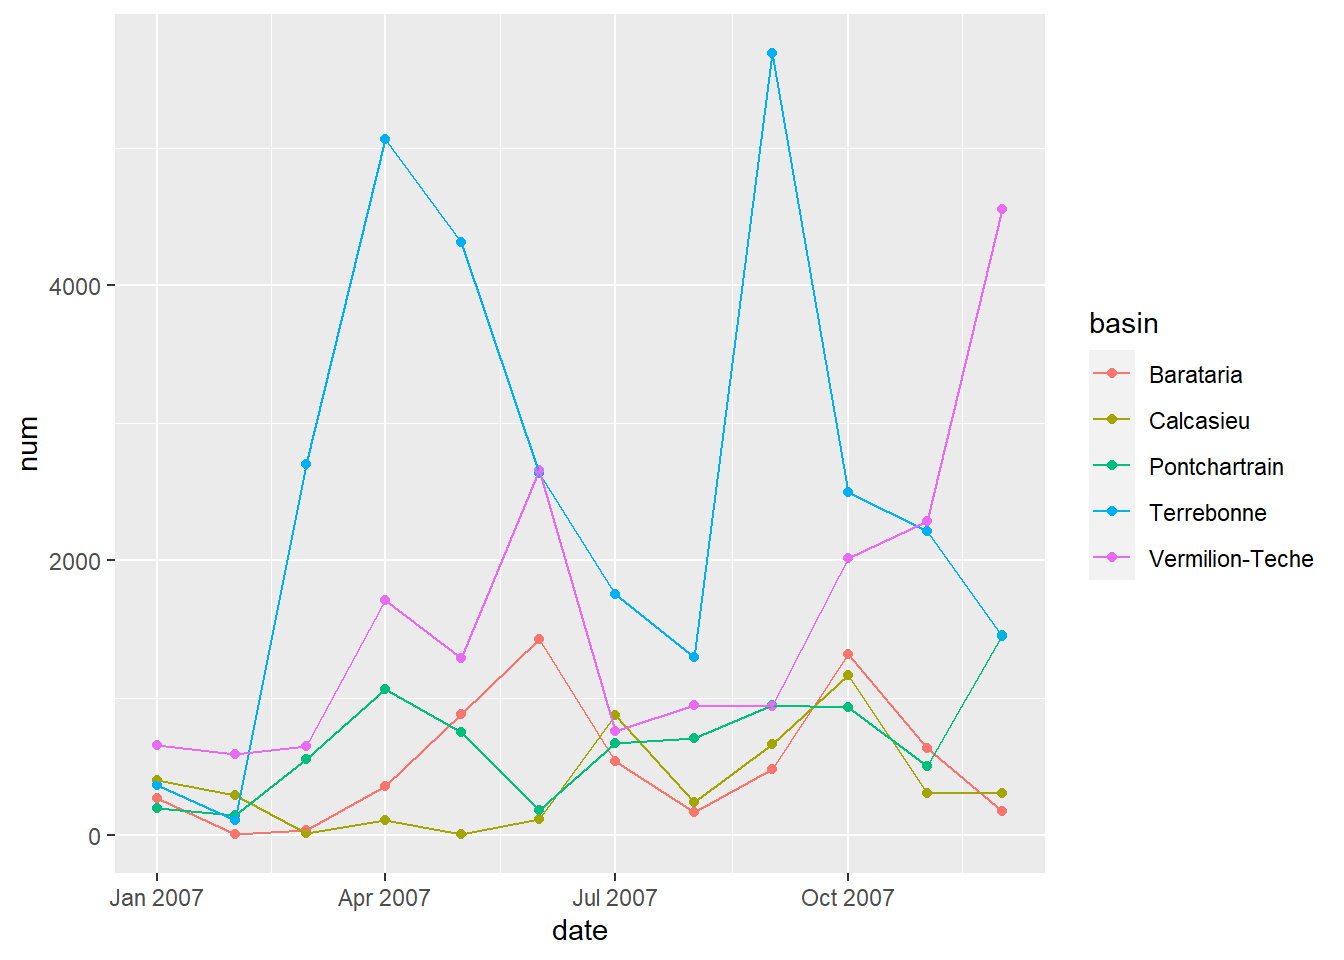 num
4000
2000
0
Jan 2007
Apr 2007
Jul 2007
Oct 2007
date
basin
Barataria
Calcasieu
Pontchartrain
Terrebonne
Vermilion-Teche